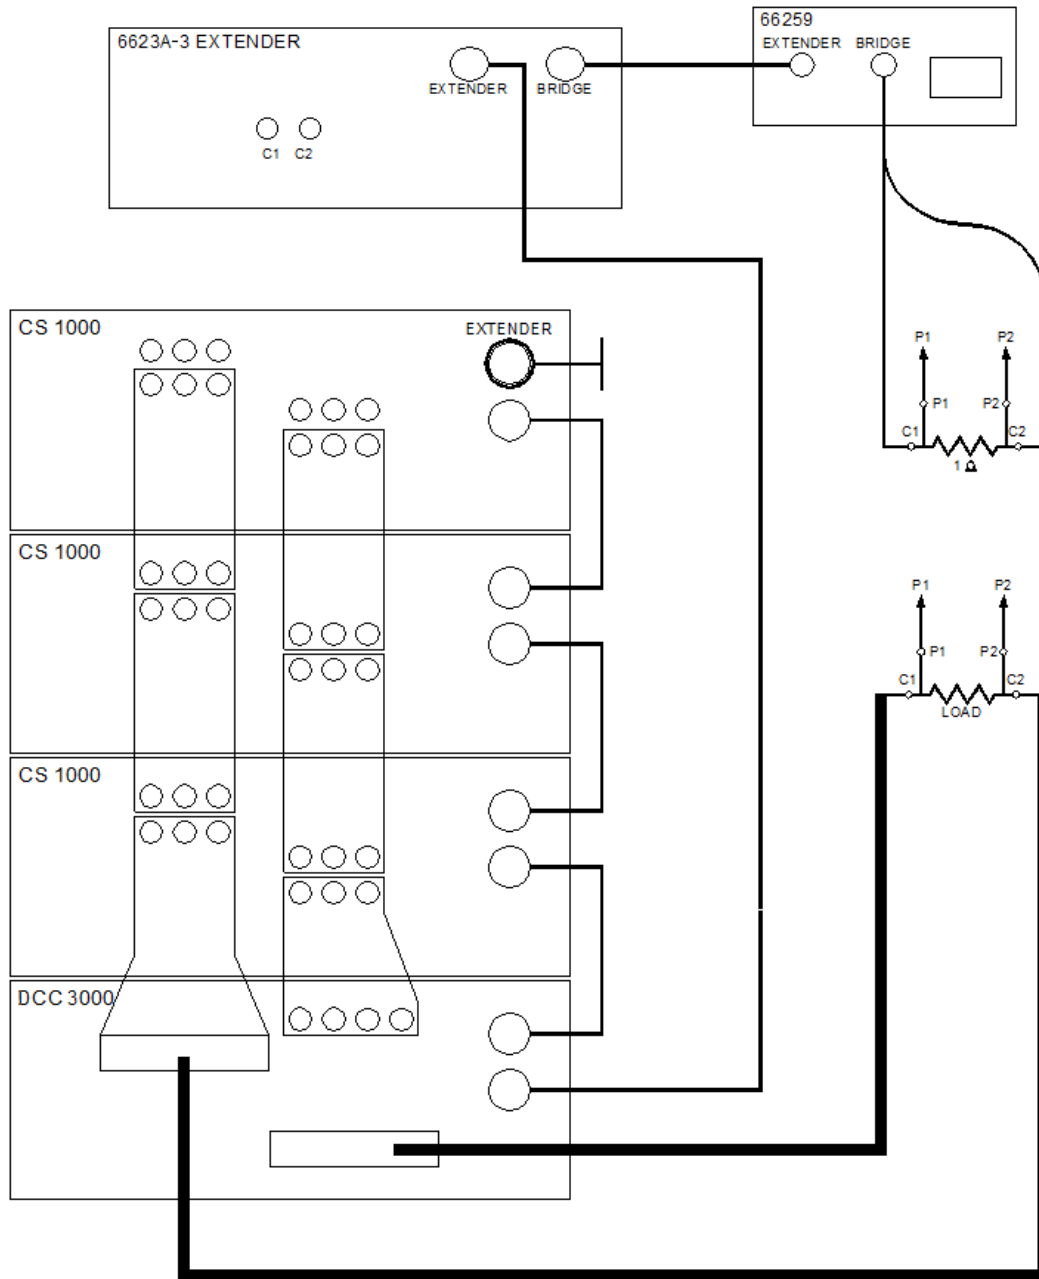 6623A-3 EXTENDER
EXTENDER BRIDGE
C1 C2
66259
EXTENDER BRIDGE
CS 1000
EXTENDER
P1 P2
P1 P2
C1 C2
1 Ω
CS 1000
P1 P2
P1 P2
C1 C2
LOAD
CS 1000
DCC 3000